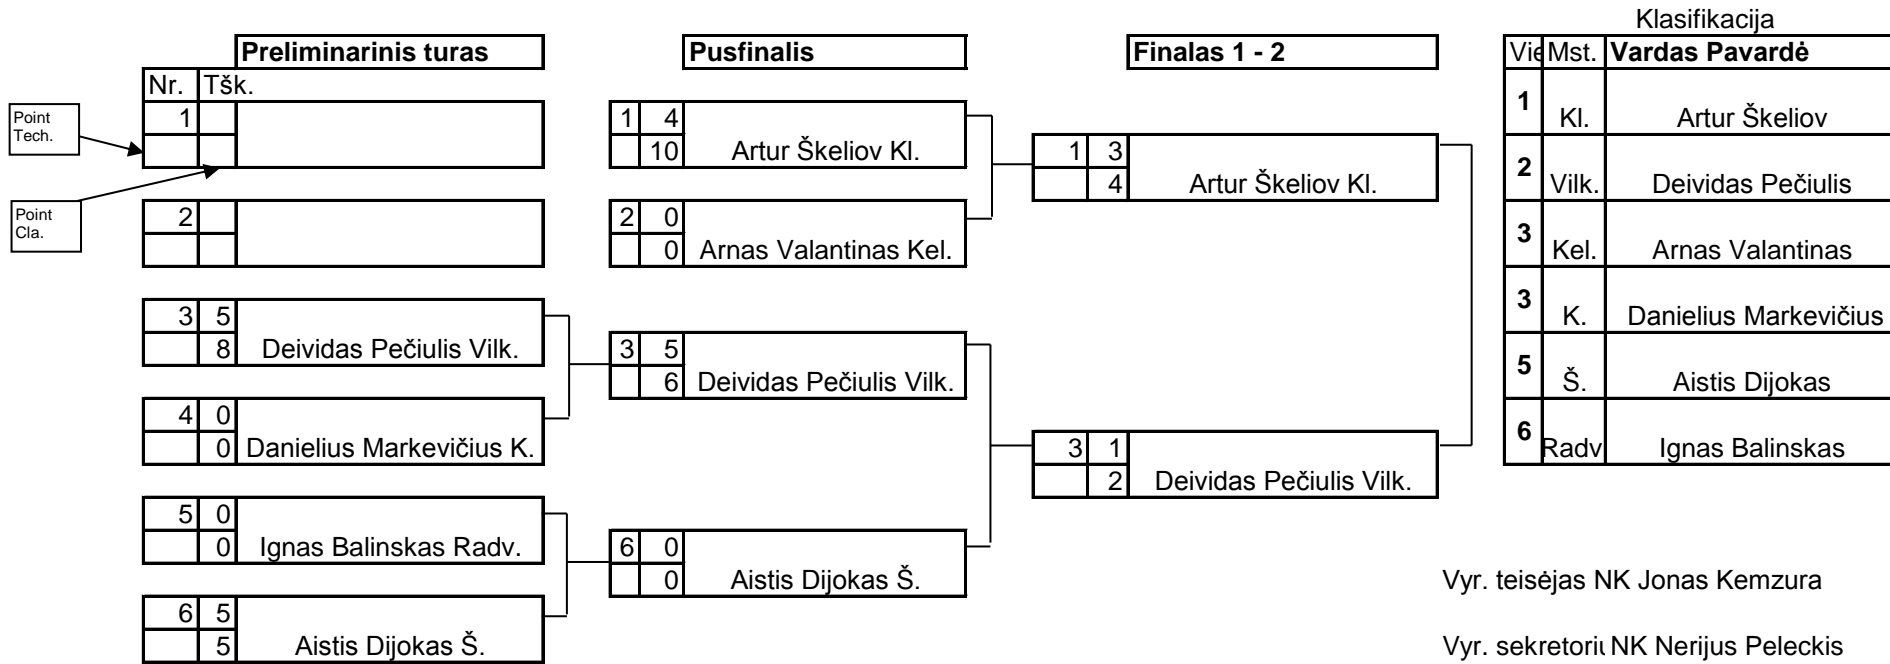 Klasifikacija
Preliminarinis turas Pusfinalis Finalas 1 - 2 Vie Mst. Vardas Pavardė
Nr. Tšk.
Point
Tech.
Point
Cla.
1
2
3 5
8 Deividas Pečiulis Vilk.
4 0
0 Danielius Markevičius K.
5 0
0 Ignas Balinskas Radv.
6 5
5 Aistis Dijokas Š.
1 4
10 Artur Škeliov Kl.
2 0
0 Arnas Valantinas Kel.
3 5
6 Deividas Pečiulis Vilk.
6 0
0 Aistis Dijokas Š.
1 3
4 Artur Škeliov Kl.
3 1
2 Deividas Pečiulis Vilk.
1 Kl. Artur Škeliov
2 Vilk. Deividas Pečiulis
3 Kel. Arnas Valantinas
3 K. Danielius Markevičius
5 Š. Aistis Dijokas
6 Radv Ignas Balinskas
Vyr. teisėjas NK Jonas Kemzura
Vyr. sekretoriu NK Nerijus Peleckis